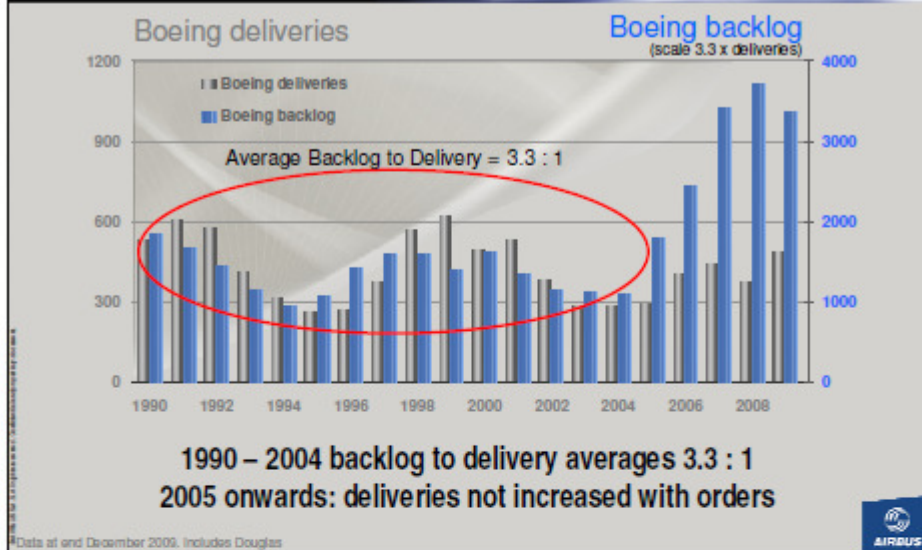 Boeing deliveries
Boeing backlog
(scale 3.3 x deliveries)
1200
900
600
300
0
4000
3000
2000
1000
0
Boeing deliveries
Boeing backlog
Average Backlog to Delivery = 3.3 : 1
1990 1992 1994 1996 1998 2000 2002 2004 2006 2008
1990 – 2004 backlog to delivery averages 3.3 : 1
2005 onwards: deliveries not increased with orders
Data at end December 2009. Includes Douglas
AIRBUS